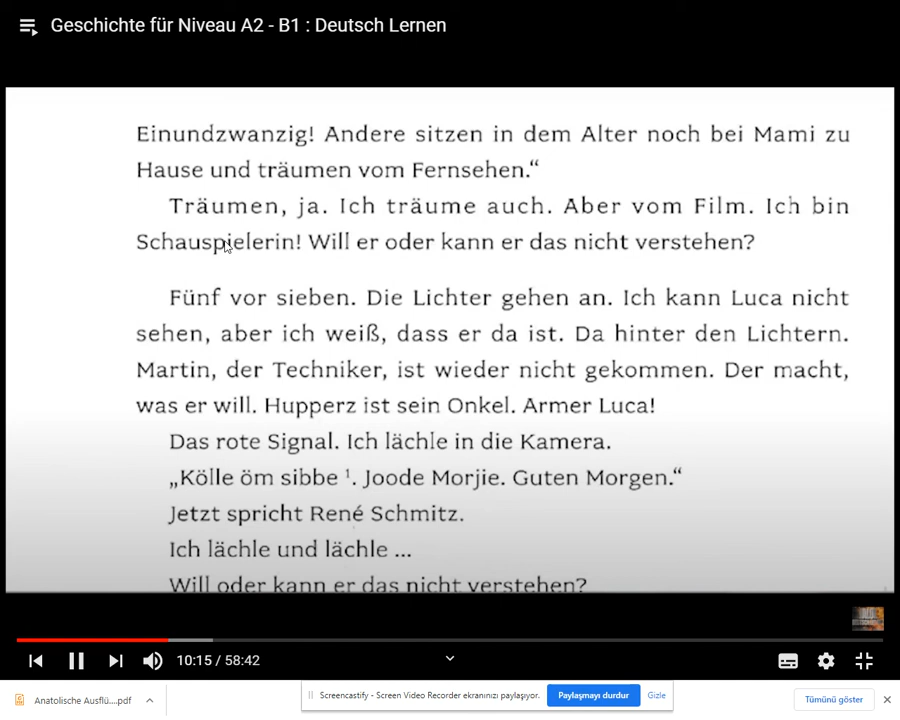 Geschichte für Niveau A2 - B1 : Deutsch Lernen
Einundzwanzig! Andere sitzen in dem Alter noch bei Mami zu
Hause und träumen vom Fernsehen.“
Träumen, ja. Ich träume auch. Aber vom Film. Ich bin
Schauspielerin! Will er oder kann er das nicht verstehen?
Fünf vor sieben. Die Lichter gehen an. Ich kann Luca nicht
sehen, aber ich weiß, dass er da ist. Da hinter den Lichtern.
Martin, der Techniker, ist wieder nicht gekommen. Der macht,
was er will. Hupperz ist sein Onkel. Armer Luca!
Das rote Signal. Ich lächle in die Kamera.
„Kölle öm sibbe ¹. Joode Morjie. Guten Morgen.“
Jetzt spricht René Schmitz.
Ich lächle und lächle ...
Will oder kann er das nicht verstehen?
10:15 / 58:42
Anatolische Ausflü....pdf
Screencastify - Screen Video Recorder ekranınızı paylaşıyor.
Paylaşmayı durdur
Gizle
Tümünü göster